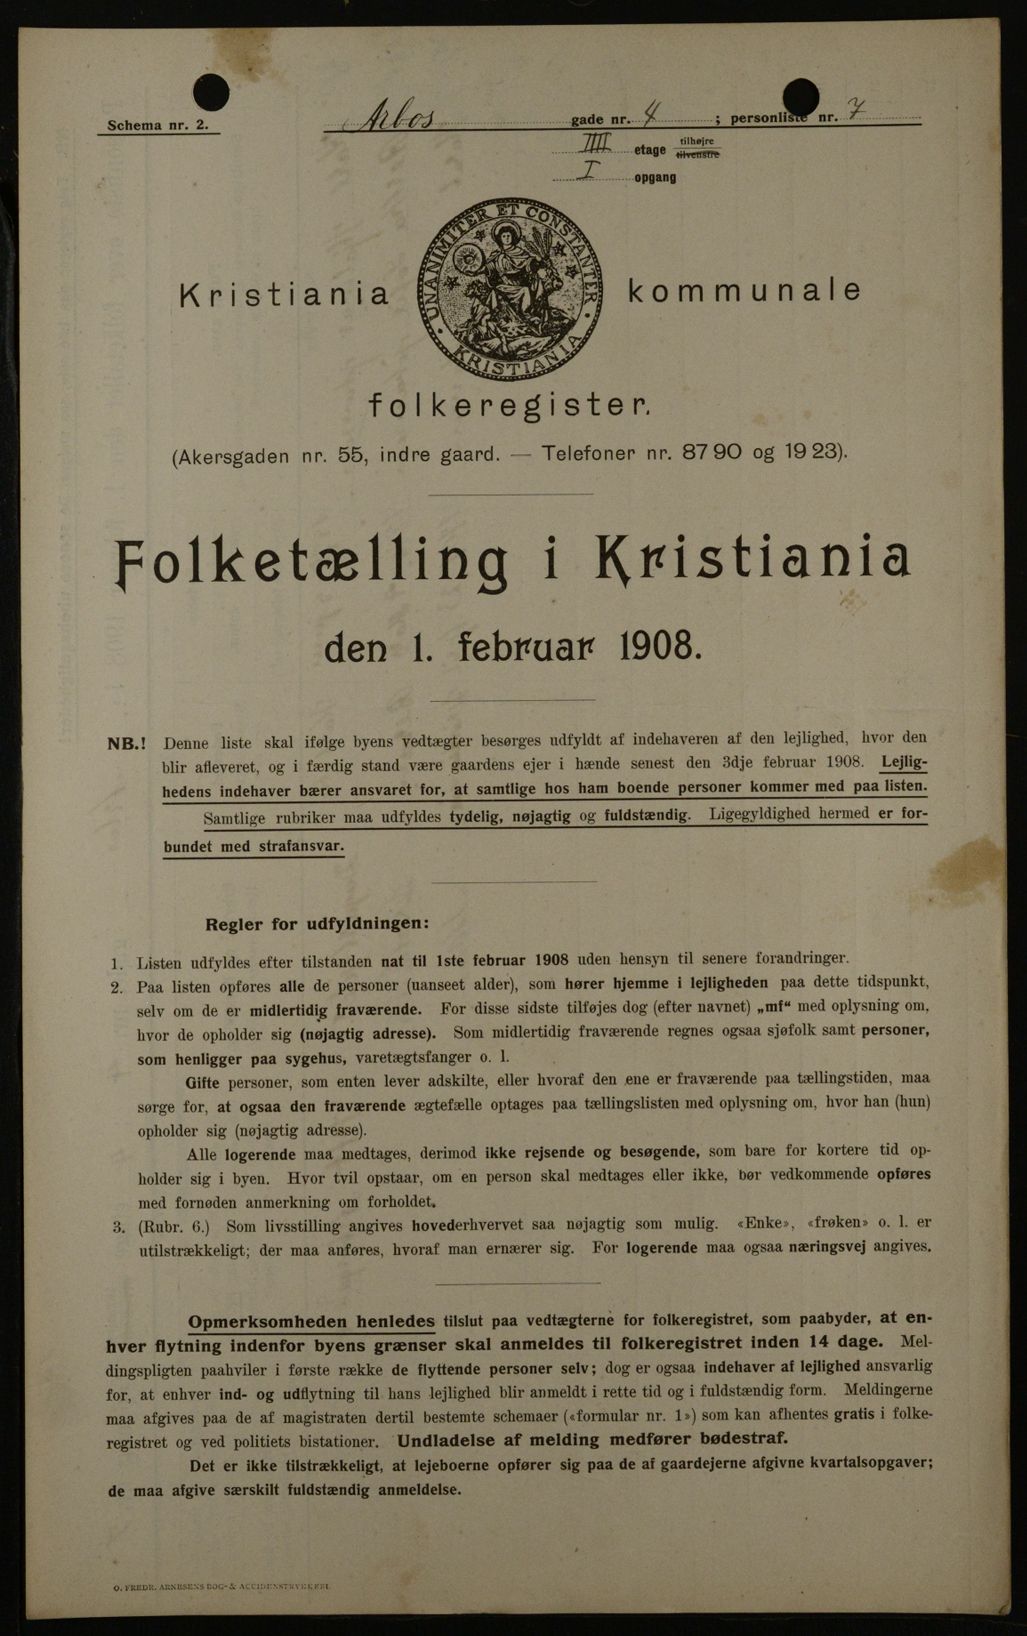 Schema nr. 2.
Arbos gade nr. 4 ; personliste nr. 7
IIII etage tilhøjre tilvenstre
I opgang
UNANIMITER ET CONSTANTER · KRISTIANIA ·
Kristiania kommunale
folkeregister.
(Akersgaden nr. 55, indre gaard. — Telefoner nr. 8790 og 1923).
Folketælling i Kristiania
den 1. februar 1908.
NB.! Denne liste skal ifølge byens vedtægter besørges udfyldt af indehaveren af den lejlighed, hvor den
blir afleveret, og i færdig stand være gaardens ejer i hænde senest den 3dje februar 1908. Lejlig-
hedens indehaver bærer ansvaret for, at samtlige hos ham boende personer kommer med paa listen.
Samtlige rubriker maa udfyldes tydelig, nøjagtig og fuldstændig. Ligegyldighed hermed er for-
bundet med strafansvar.
Regler for udfyldningen:
1. Listen udfyldes efter tilstanden nat til 1ste februar 1908 uden hensyn til senere forandringer.
2. Paa listen opføres alle de personer (uanseet alder), som hører hjemme i lejligheden paa dette tidspunkt,
selv om de er midlertidig fraværende. For disse sidste tilføjes dog (efter navnet) „mf“ med oplysning om,
hvor de opholder sig (nøjagtig adresse). Som midlertidig fraværende regnes ogsaa sjøfolk samt personer,
som henligger paa sygehus, varetægtsfanger o. l.
Gifte personer, som enten lever adskilte, eller hvoraf den ene er fraværende paa tællingstiden, maa
sørge for, at ogsaa den fraværende ægtefælle optages paa tællingslisten med oplysning om, hvor han (hun)
opholder sig (nøjagtig adresse).
Alle logerende maa medtages, derimod ikke rejsende og besøgende, som bare for kortere tid op-
holder sig i byen. Hvor tvil opstaar, om en person skal medtages eller ikke, bør vedkommende opføres
med fornøden anmerkning om forholdet.
3. (Rubr. 6.) Som livsstilling angives hovederhvervet saa nøjagtig som mulig. «Enke», «frøken» o. l. er
utilstrækkeligt; der maa anføres, hvoraf man ernærer sig. For logerende maa ogsaa næringsvej angives.
Opmerksomheden henledes tilslut paa vedtægterne for folkeregistret, som paabyder, at en-
hver flytning indenfor byens grænser skal anmeldes til folkeregistret inden 14 dage. Mel-
dingspligten paahviler i første række de flyttende personer selv; dog er ogsaa indehaver af lejlighed ansvarlig
for, at enhver ind- og udflytning til hans lejlighed blir anmeldt i rette tid og i fuldstændig form. Meldingerne
maa afgives paa de af magistraten dertil bestemte schemaer («formular nr. 1») som kan afhentes gratis i folke-
registret og ved politiets bistationer. Undladelse af melding medfører bødestraf.
Det er ikke tilstrækkeligt, at lejeboerne opfører sig paa de af gaardejerne afgivne kvartalsopgaver;
de maa afgive særskilt fuldstændig anmeldelse.
O. FREDR. ARNESENS BOG- & ACCIDENSTRYKKERI.